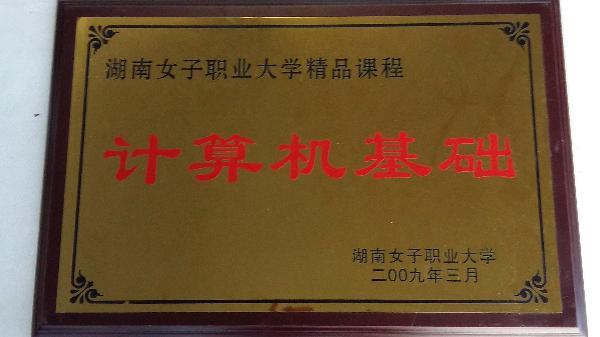 湖南女子职业大学精品课程
计算机基础
湖南女子职业大学
二00九年三月